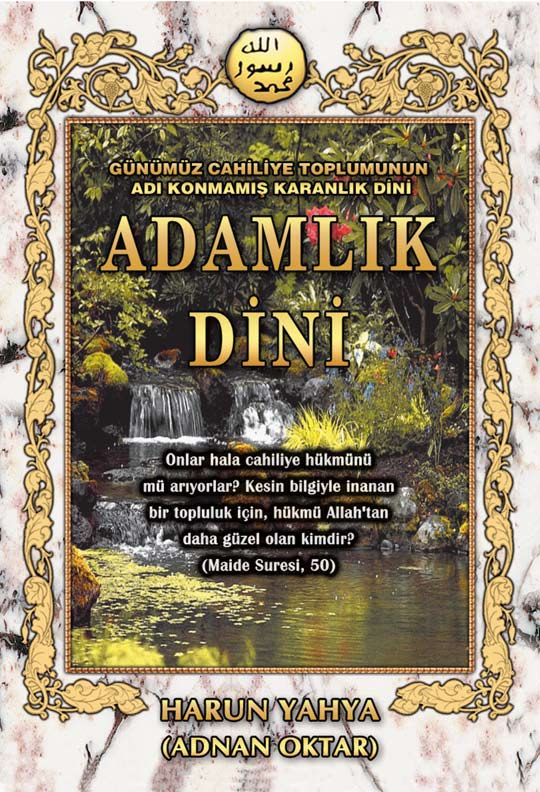 الله
رسول
محمد
GÜNÜMÜZ CAHİLİYE TOPLUMUNUN
ADI KONMAMIŞ KARANLIK DİNİ
ADAMLIK
DİNİ
Onlar hala cahiliye hükmünü
mü arıyorlar? Kesin bilgiyle inanan
bir topluluk için, hükmü Allah'tan
daha güzel olan kimdir?
(Maide Suresi, 50)
HARUN YAHYA
(ADNAN OKTAR)